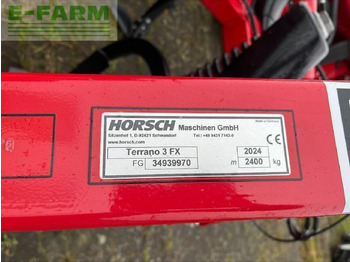 E-FARM
HORSCH Maschinen GmbH
Sitzenhof 1, D-92421 Schwandorf Tel: +49 9431 7143-0
www.horsch.com
Terrano 3 FX 2024
FG 34939970 m 2400 kg